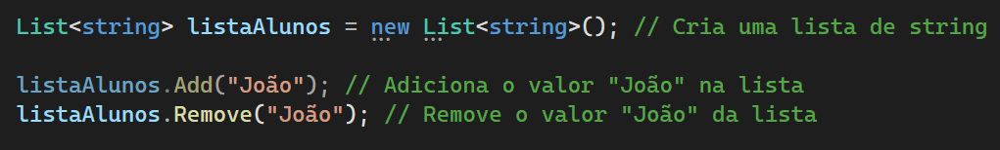 List<string> listaAlunos = new List<string>(); // Cria uma lista de string
listaAlunos.Add("João"); // Adiciona o valor "João" na lista
listaAlunos.Remove("João"); // Remove o valor "João" da lista